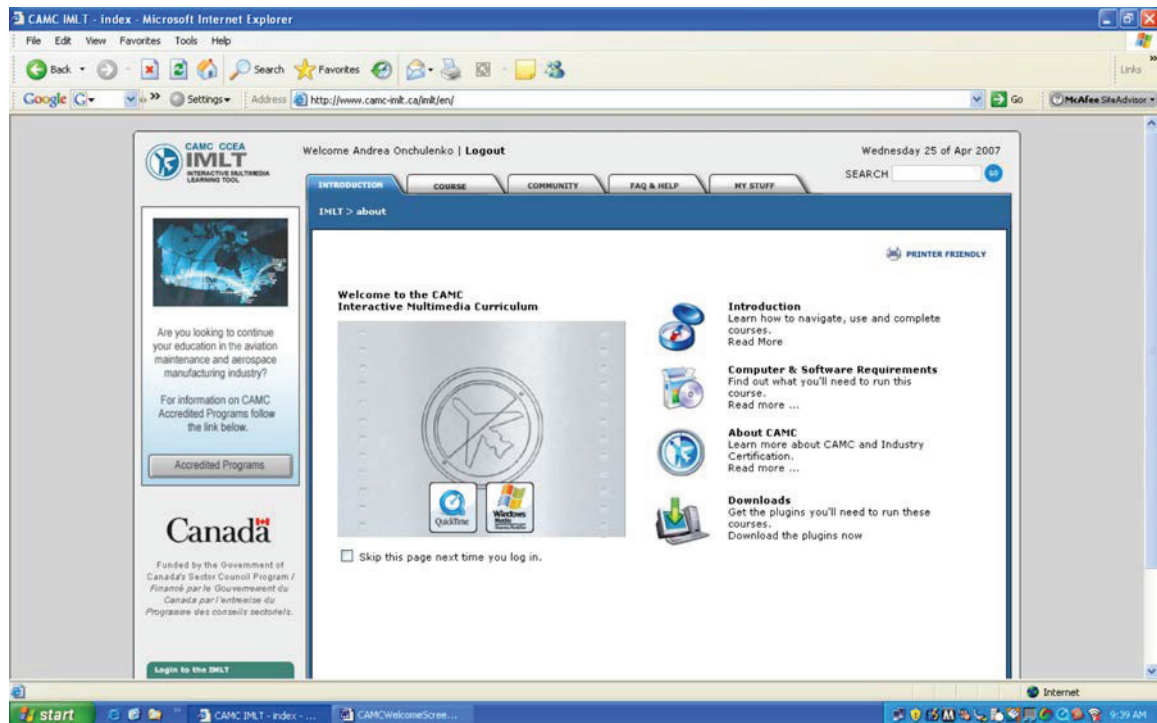 CAMC IMLT - index - Microsoft Internet Explorer
File Edit View Favorites Tools Help
Back Search Favorites Links
Google G Settings Address http://www.camc-imlt.ca/imlt/en/ Go McAfee SiteAdvisor
CAMC CCEA
IMLT
INTERACTIVE MULTIMEDIA
LEARNING TOOL
Welcome Andrea Onchulenko | Logout
Wednesday 25 of Apr 2007
SEARCH GO
INTRODUCTION COURSE COMMUNITY FAQ & HELP MY STUFF
IMLT > about
PRINTER FRIENDLY
Are you looking to continue
your education in the aviation
maintenance and aerospace
manufacturing industry?
For information on CAMC
Accredited Programs follow
the link below.
Accredited Programs
Canada
Funded by the Government of
Canada's Sector Council Program /
Financé par le Gouvernement du
Canada par l'entremise du
Programme des conseils sectoriels.
Login to the IMLT
Welcome to the CAMC
Interactive Multimedia Curriculum
QuickTime
Windows
Media
Skip this page next time you log in.
Introduction
Learn how to navigate, use and complete
courses.
Read More
Computer & Software Requirements
Find out what you'll need to run this
course.
Read more ...
About CAMC
Learn more about CAMC and Industry
Certification.
Read more ...
Downloads
Get the plugins you'll need to run these
courses.
Download the plugins now
Internet
start CAMC IMLT - index - ... CAMCWelcomeScree... 9:39 AM